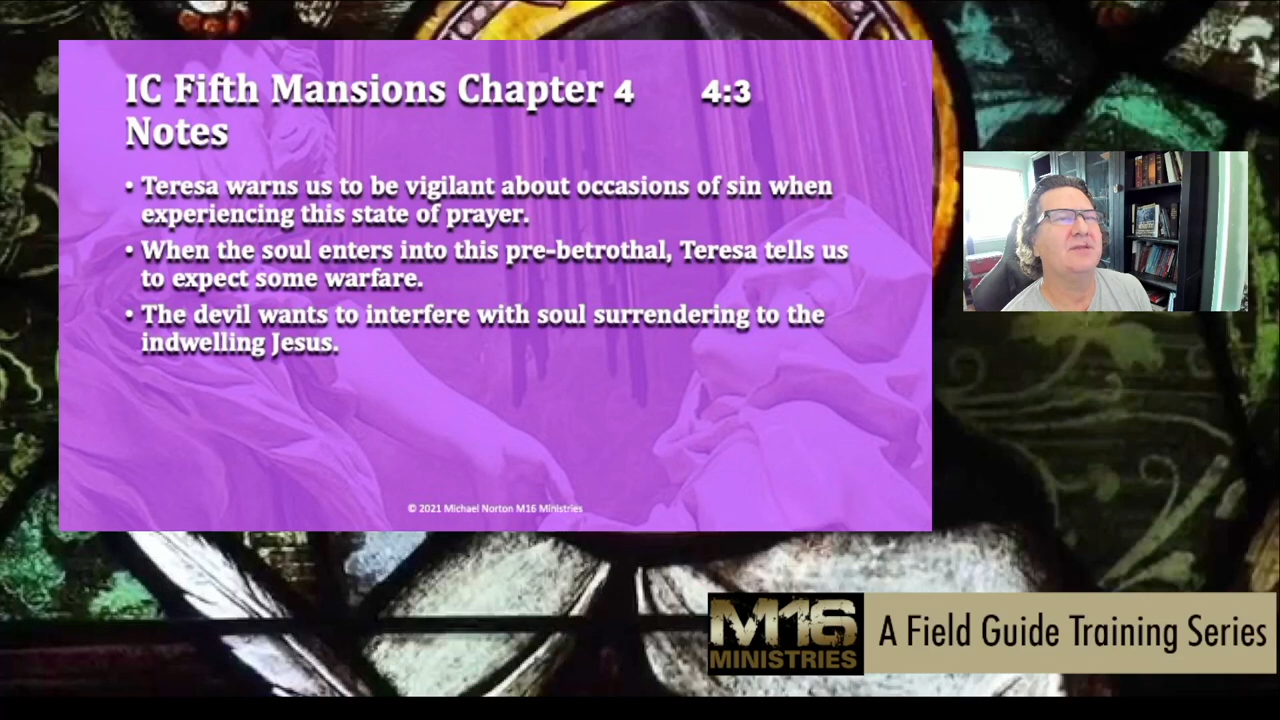 IC Fifth Mansions Chapter 4 4:3
Notes
• Teresa warns us to be vigilant about occasions of sin when
experiencing this state of prayer.
• When the soul enters into this pre-betrothal, Teresa tells us
to expect some warfare.
• The devil wants to interfere with soul surrendering to the
indwelling Jesus.
© 2021 Michael Norton M16 Ministries
M16
MINISTRIES
A Field Guide Training Series